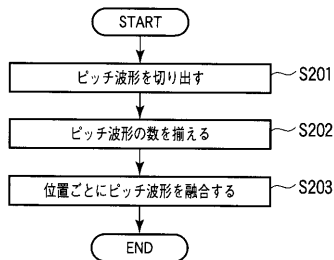 START
ピッチ波形を切り出す
S201
ピッチ波形の数を揃える
S202
位置ごとにピッチ波形を融合する
S203
END